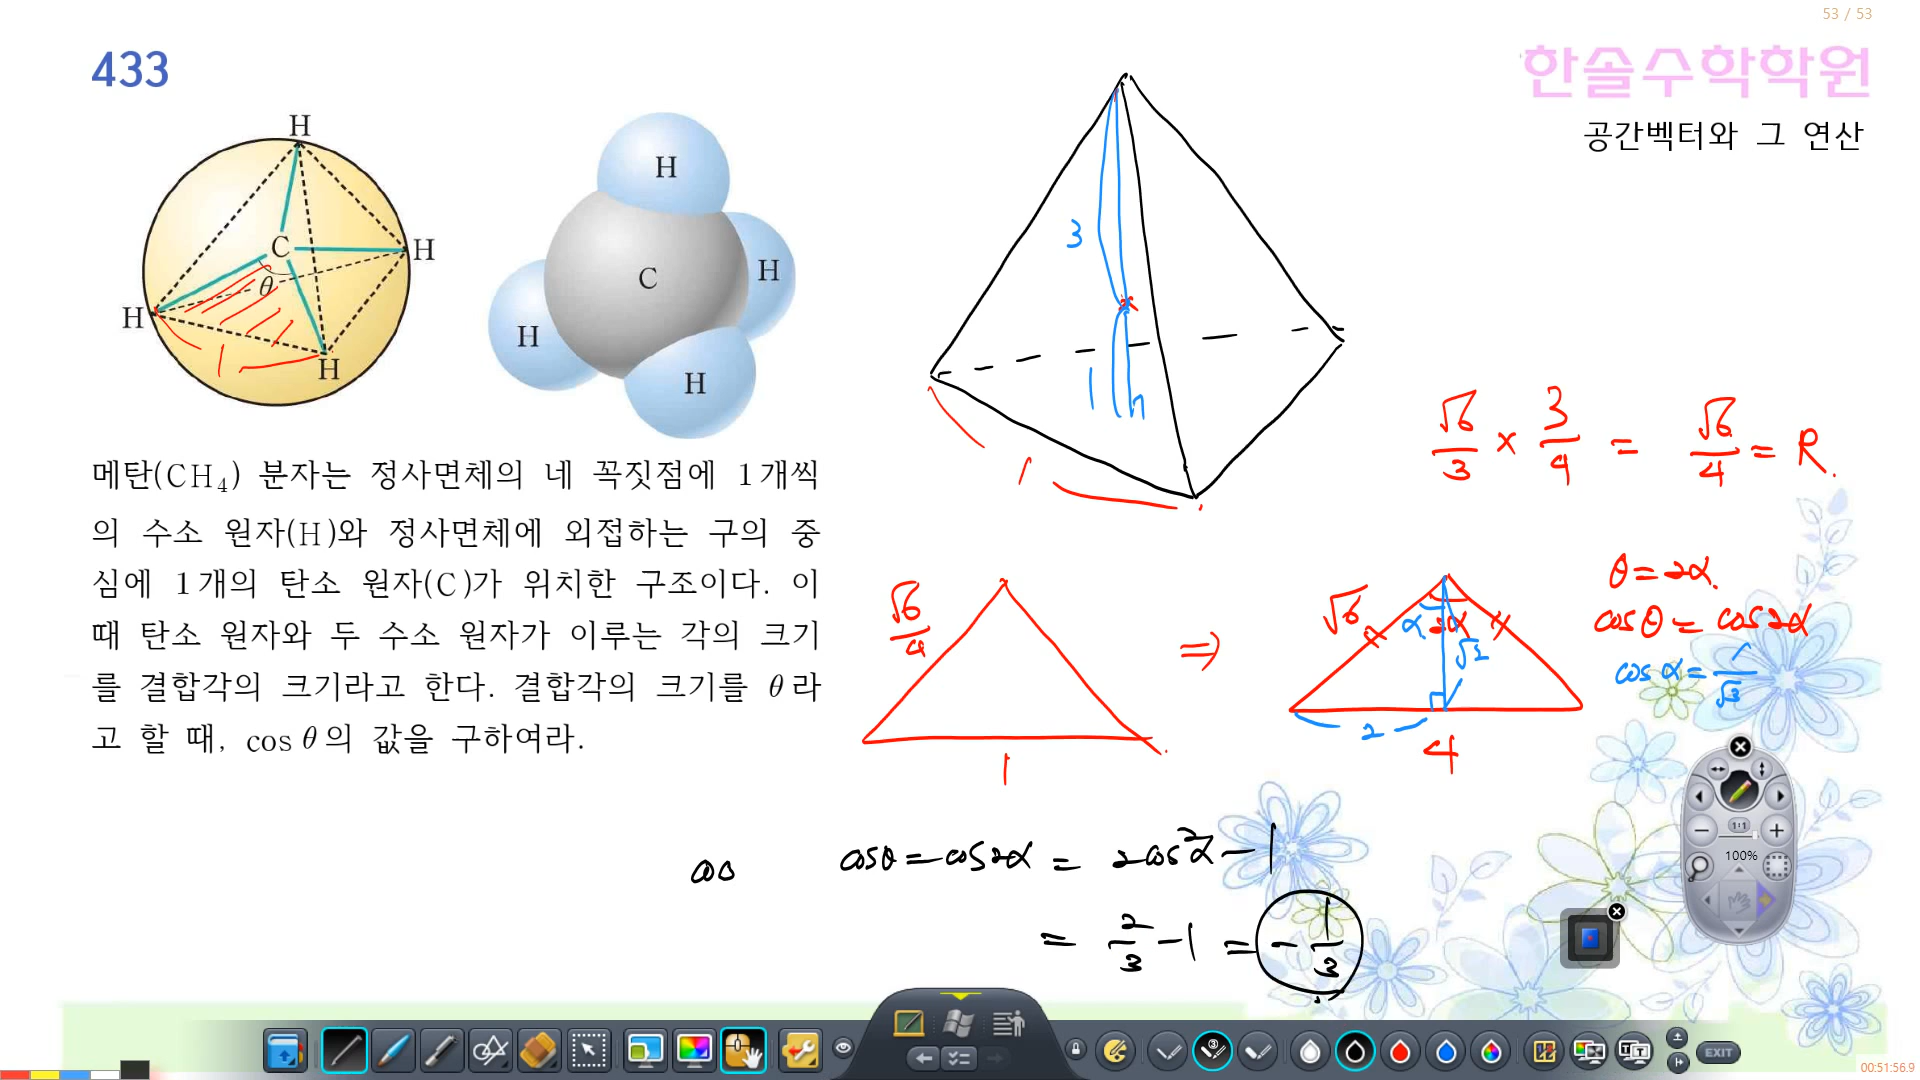 53 / 53
433
한솔수학학원
공간벡터와 그 연산
H
C
H
θ
H
H
1
H
C
H
H
H
3
1
h
1
메탄(CH₄) 분자는 정사면체의 네 꼭짓점에 1개씩
의 수소 원자(H)와 정사면체에 외접하는 구의 중
심에 1개의 탄소 원자(C)가 위치한 구조이다. 이
때 탄소 원자와 두 수소 원자가 이루는 각의 크기
를 결합각의 크기라고 한다. 결합각의 크기를 θ라
고 할 때, cos θ의 값을 구하여라.
√6/3 × 3/4 = √6/4 = R.
√6/4
1
⇒
√6
α
2α
√2
2
4
θ = 2α.
cosθ = cos2α
cos α = 1/√3
cosθ = cos2α = 2cos²α - 1
= 2/3 - 1 = - 1/3
1:1
100%
EXIT
00:51:56.9